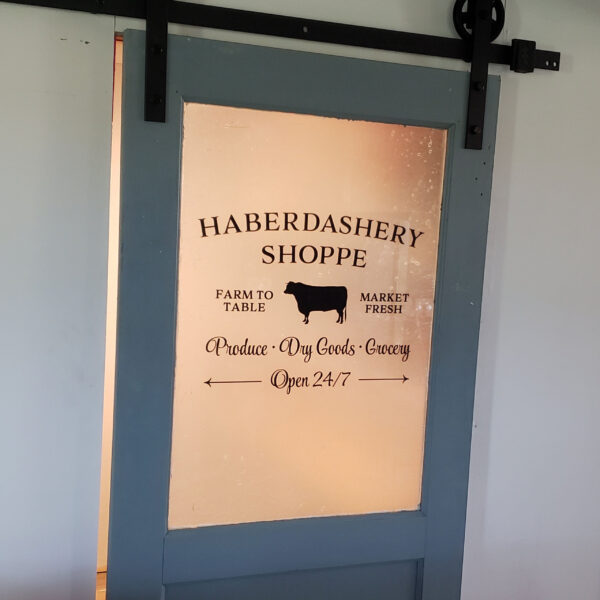 HABERDASHERY
SHOPPE
FARM TO
TABLE
MARKET
FRESH
Produce · Dry Goods · Grocery
Open 24/7